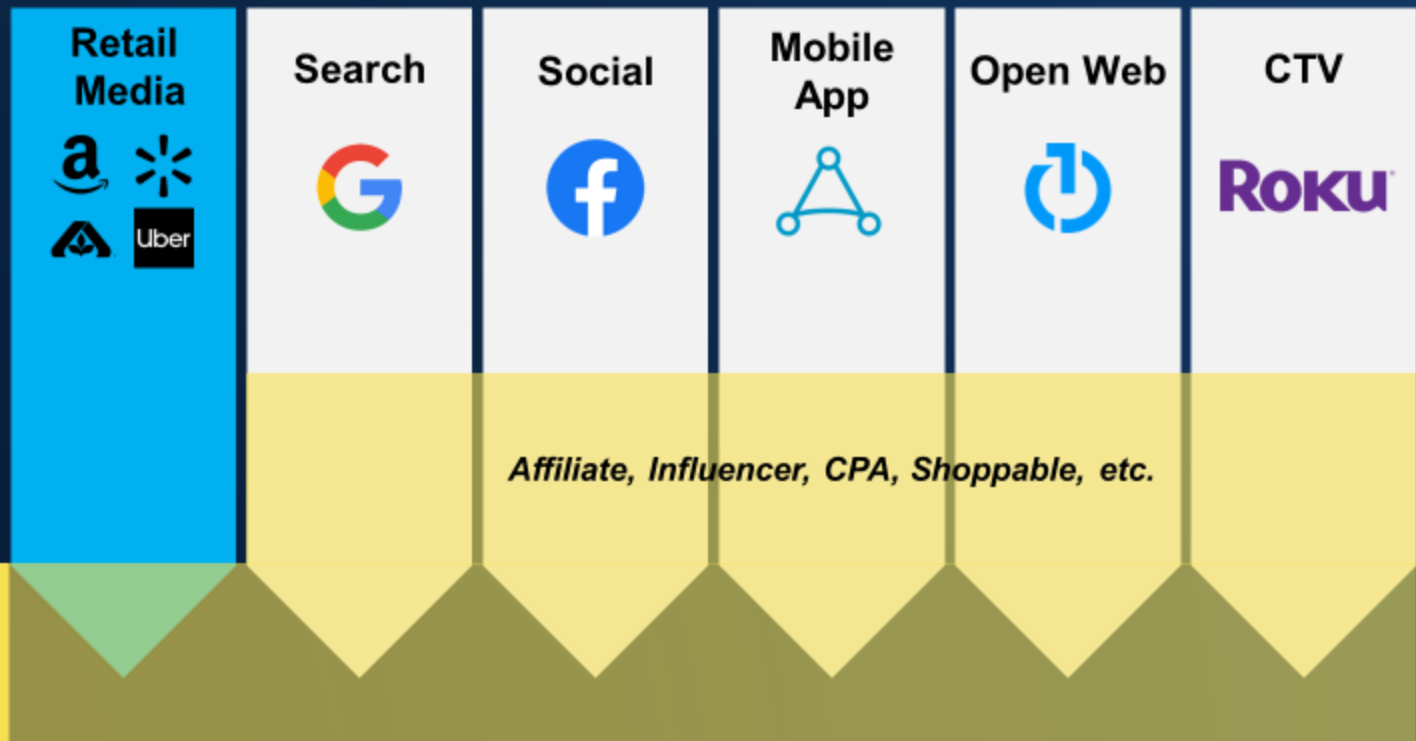 Retail
Media
Search
Social
Mobile
App
Open Web
CTV
a
Uber
G
f
Roku
Affiliate, Influencer, CPA, Shoppable, etc.